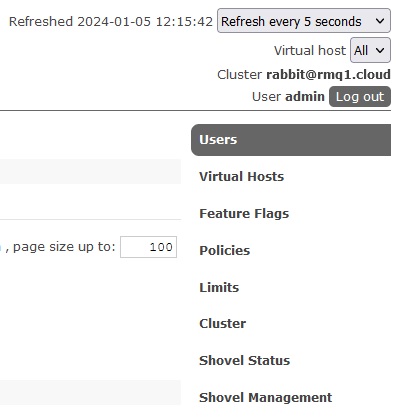 Refreshed 2024-01-05 12:15:42 Refresh every 5 seconds
Virtual host All
Cluster rabbit@rmq1.cloud
User admin Log out
Users
Virtual Hosts
Feature Flags
Policies
, page size up to: 100
Limits
Cluster
Shovel Status
Shovel Management